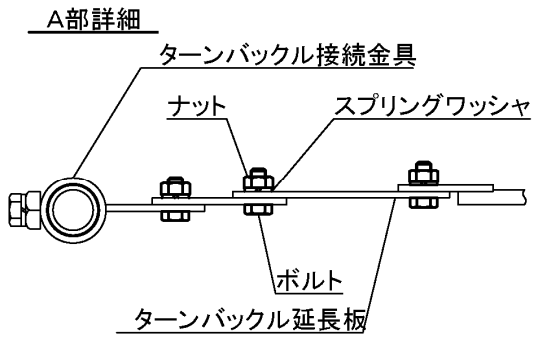 A部詳細
ターンバックル接続金具
ナット
スプリングワッシャ
ボルト
ターンバックル延長板